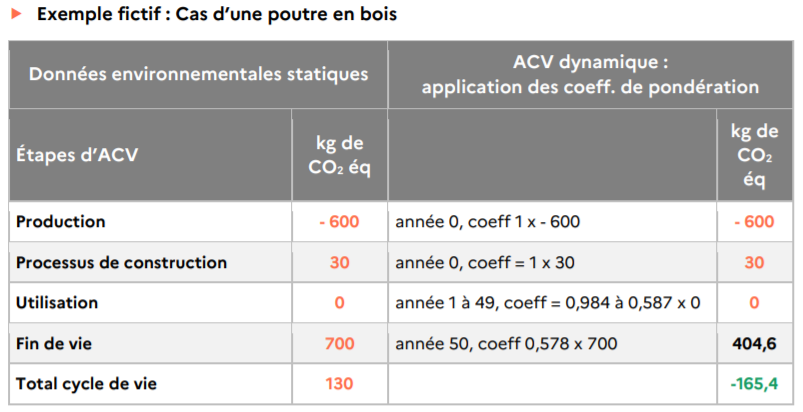 ► Exemple fictif : Cas d’une poutre en bois
Données environnementales statiques
ACV dynamique :
application des coeff. de pondération
Étapes d’ACV
kg de
CO₂ éq
kg de
CO₂
éq
Production - 600 année 0, coeff 1 x - 600 - 600
Processus de construction 30 année 0, coeff = 1 x 30 30
Utilisation 0 année 1 à 49, coeff = 0,984 à 0,587 x 0 0
Fin de vie 700 année 50, coeff 0,578 x 700 404,6
Total cycle de vie 130 -165,4